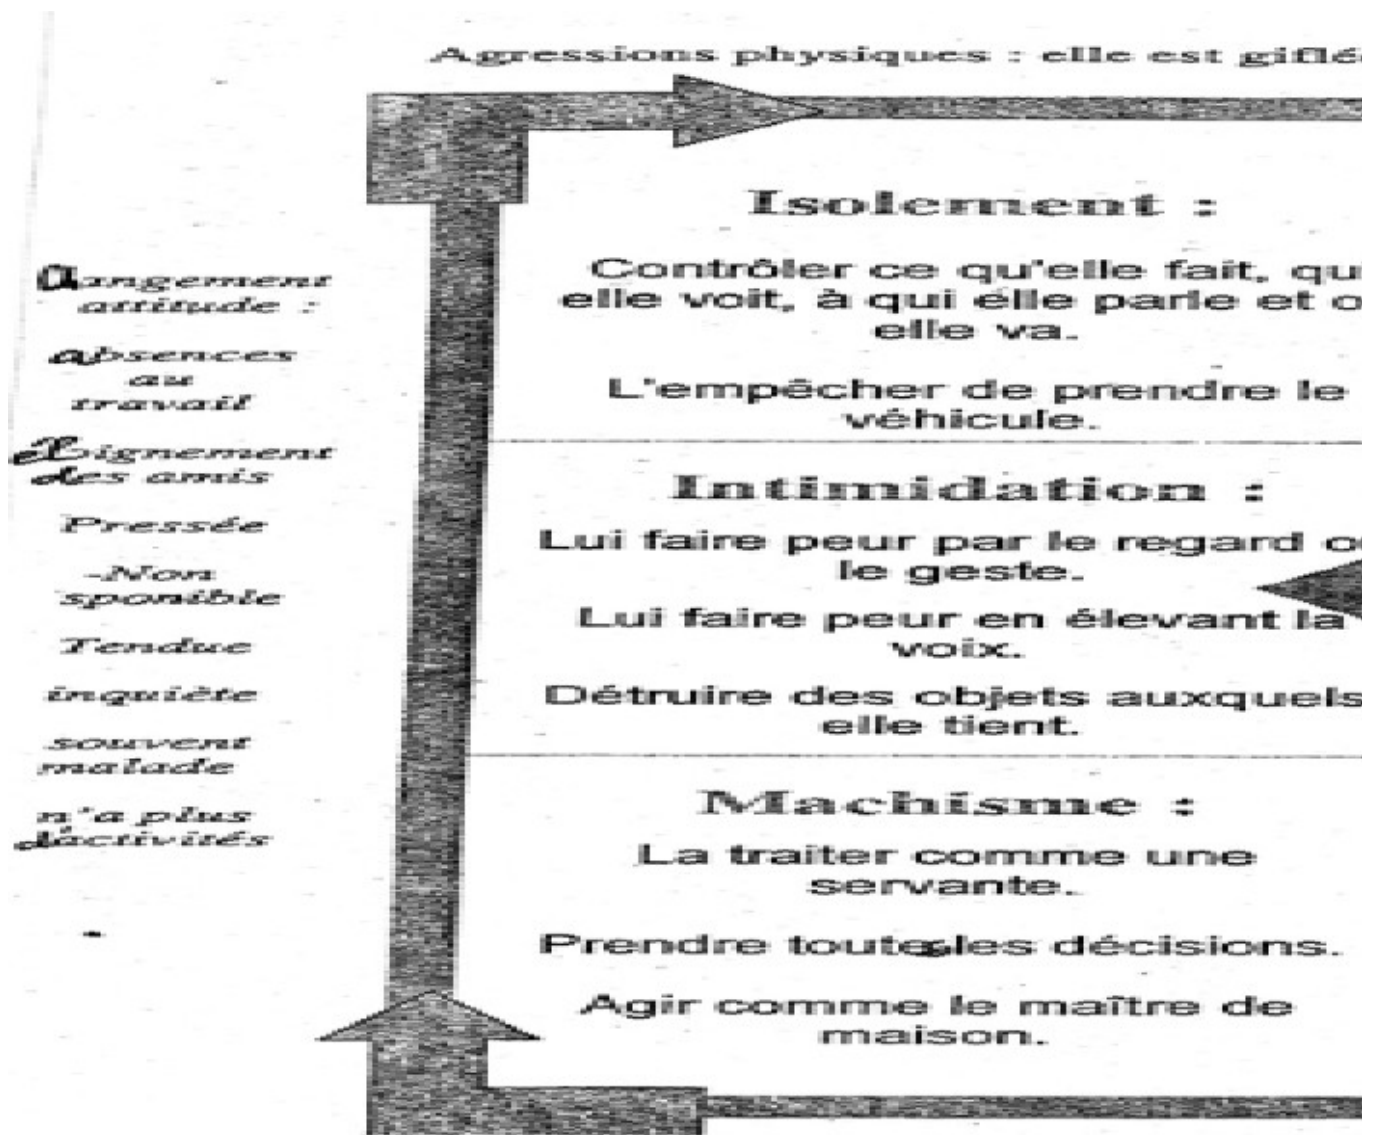 Agressions physiques : elle est giflé
Isolement :
Contrôler ce qu'elle fait, qu
elle voit, à qui elle parle et o
elle va.
L'empêcher de prendre le
véhicule.
Intimidation :
Lui faire peur par le regard o
le geste.
Lui faire peur en élevant la
voix.
Détruire des objets auxquels
elle tient.
Machisme :
La traiter comme une
servante.
Prendre toutes les décisions.
Agir comme le maître de
maison.
angement
attitude :
absences
au
travail
ignement
des amis
Pressée
-Non
sponible
Tendue
inquiète
souvent
malade
n'a plus
d'activités